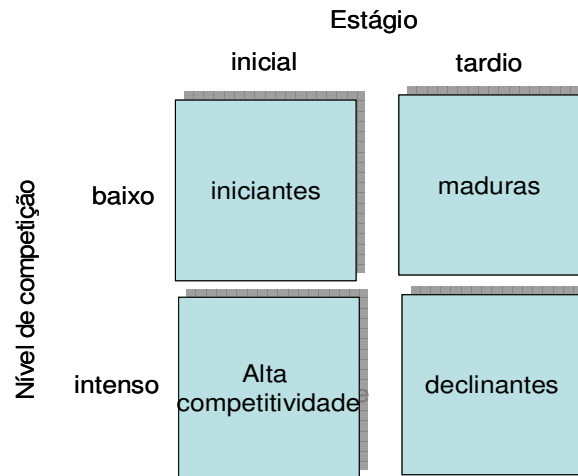 Estágio
inicial
tardio
Nível de competição
baixo
iniciantes
maduras
intenso
Alta
competitividade
declinantes